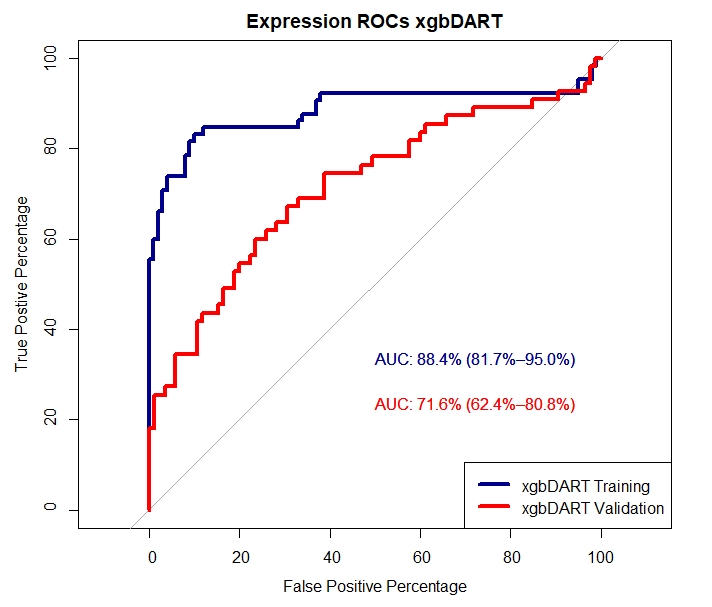 Expression ROCs xgbDART
True Postive Percentage
100
80
60
40
20
0
AUC: 88.4% (81.7%–95.0%)
AUC: 71.6% (62.4%–80.8%)
xgbDART Training
xgbDART Validation
0 20 40 60 80 100
False Positive Percentage